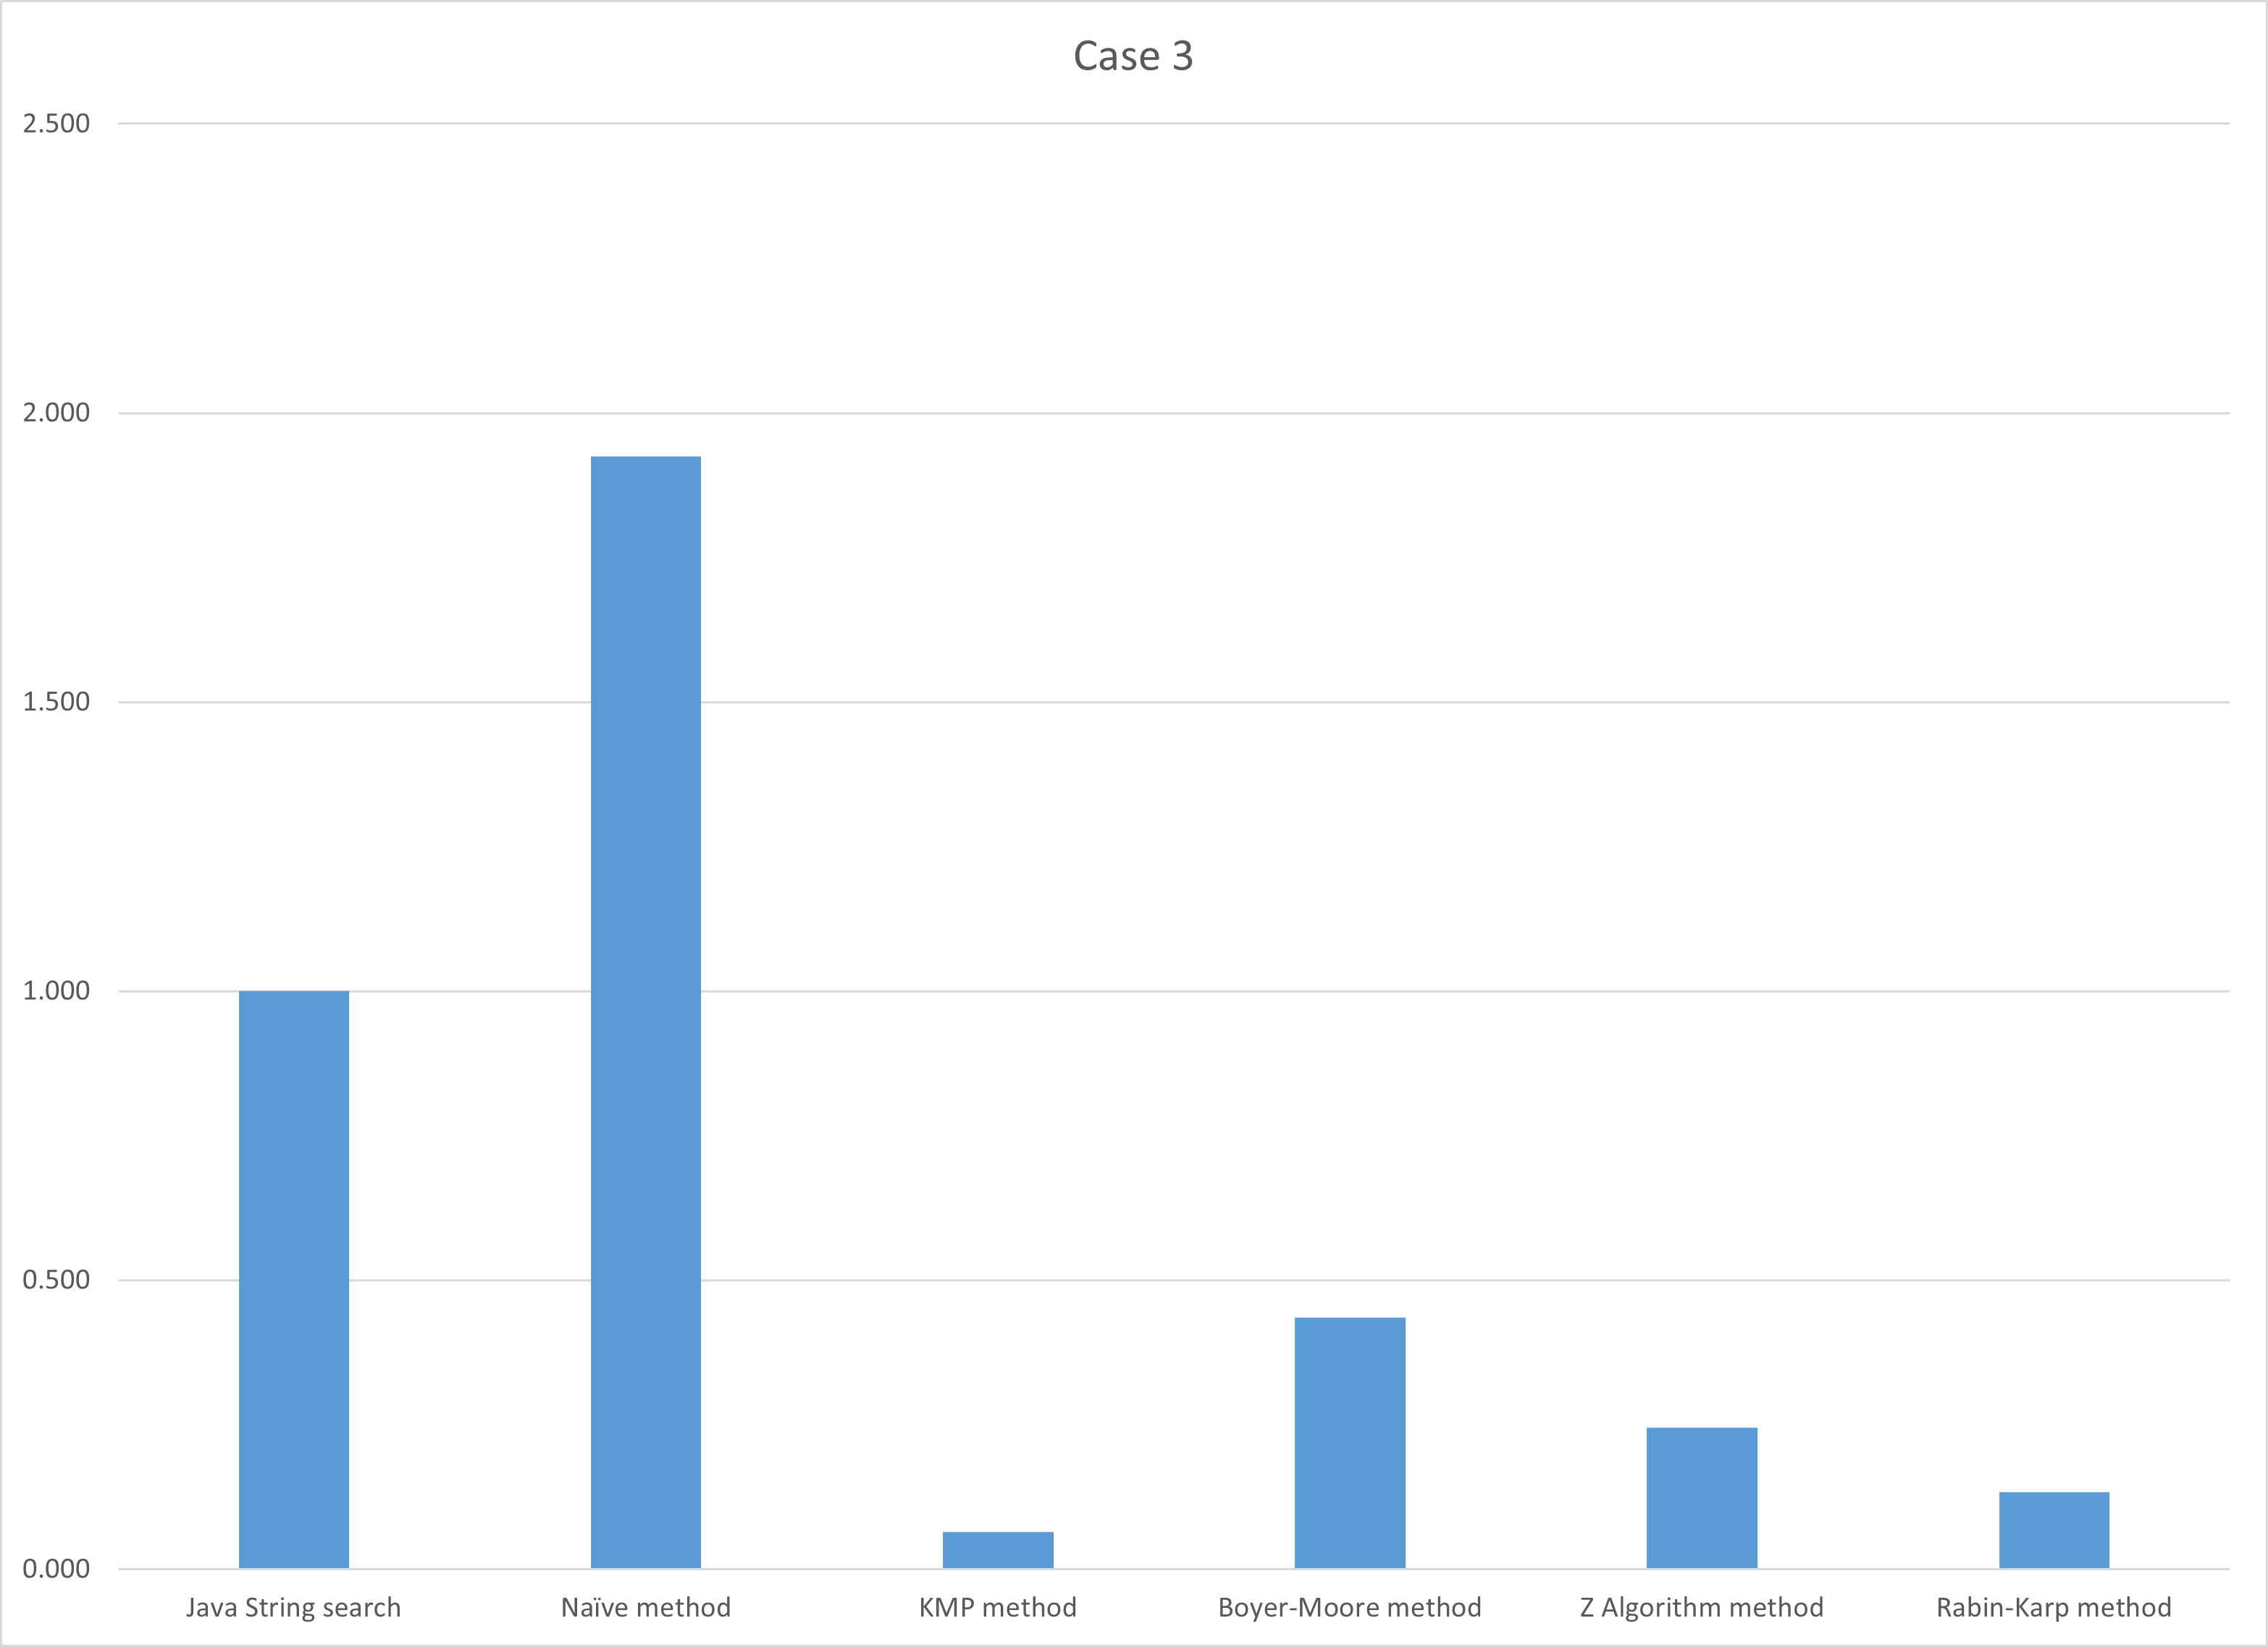 Case 3
2.500
2.000
1.500
1.000
0.500
0.000
Java String search
Naïve method
KMP method
Boyer-Moore method
Z Algorithm method
Rabin-Karp method